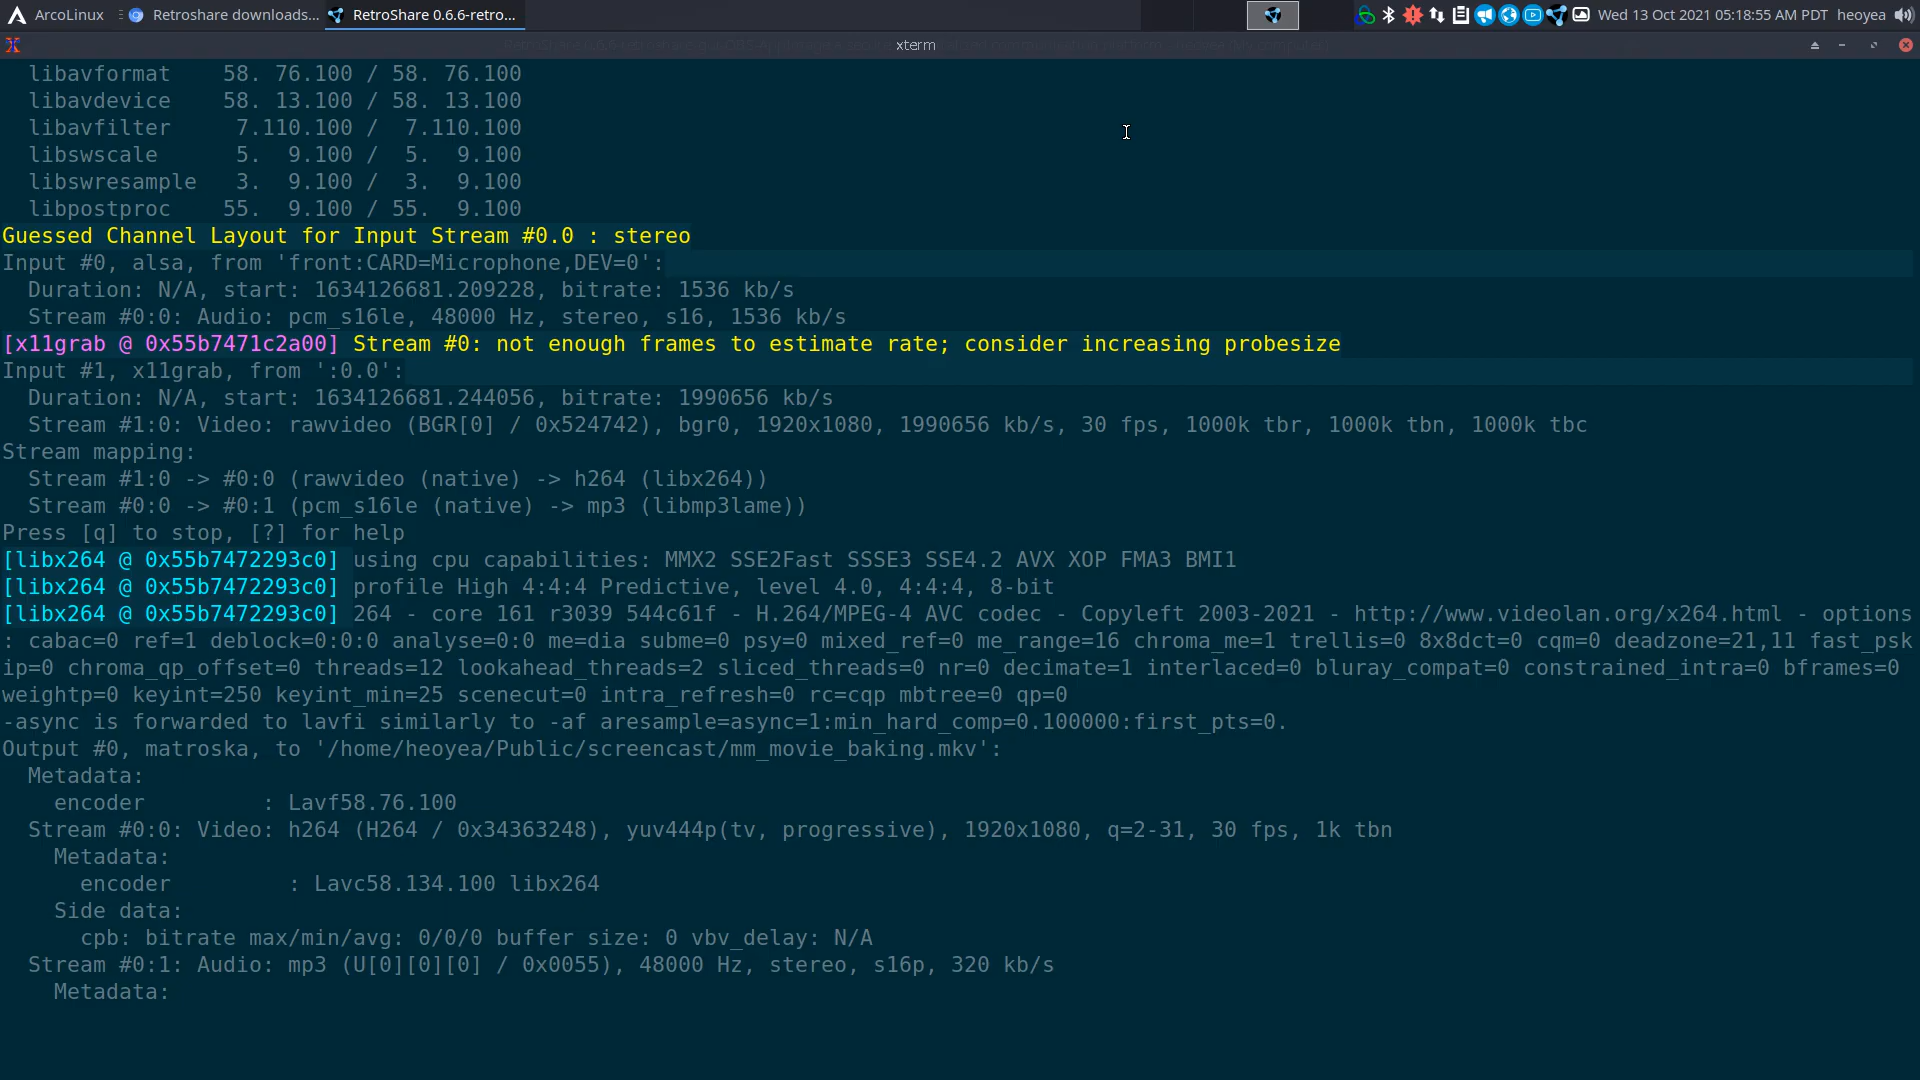 ArcoLinux
Retroshare downloads...
RetroShare 0.6.6-retro...
Wed 13 Oct 2021 05:18:55 AM PDT
heoyea
xterm
libavformat    58. 76.100 / 58. 76.100
libavdevice    58. 13.100 / 58. 13.100
libavfilter     7.110.100 /  7.110.100
libswscale      5.  9.100 /  5.  9.100
libswresample   3.  9.100 /  3.  9.100
libpostproc    55.  9.100 / 55.  9.100
Guessed Channel Layout for Input Stream #0.0 : stereo
Input #0, alsa, from 'front:CARD=Microphone,DEV=0':
Duration: N/A, start: 1634126681.209228, bitrate: 1536 kb/s
Stream #0:0: Audio: pcm_s16le, 48000 Hz, stereo, s16, 1536 kb/s
[x11grab @ 0x55b7471c2a00] Stream #0: not enough frames to estimate rate; consider increasing probesize
Input #1, x11grab, from ':0.0':
Duration: N/A, start: 1634126681.244056, bitrate: 1990656 kb/s
Stream #1:0: Video: rawvideo (BGR[0] / 0x524742), bgr0, 1920x1080, 1990656 kb/s, 30 fps, 1000k tbr, 1000k tbn, 1000k tbc
Stream mapping:
Stream #1:0 -> #0:0 (rawvideo (native) -> h264 (libx264))
Stream #0:0 -> #0:1 (pcm_s16le (native) -> mp3 (libmp3lame))
Press [q] to stop, [?] for help
[libx264 @ 0x55b7472293c0] using cpu capabilities: MMX2 SSE2Fast SSSE3 SSE4.2 AVX XOP FMA3 BMI1
[libx264 @ 0x55b7472293c0] profile High 4:4:4 Predictive, level 4.0, 4:4:4, 8-bit
[libx264 @ 0x55b7472293c0] 264 - core 161 r3039 544c61f - H.264/MPEG-4 AVC codec - Copyleft 2003-2021 - http://www.videolan.org/x264.html - options
: cabac=0 ref=1 deblock=0:0:0 analyse=0:0 me=dia subme=0 psy=0 mixed_ref=0 me_range=16 chroma_me=1 trellis=0 8x8dct=0 cqm=0 deadzone=21,11 fast_psk
ip=0 chroma_qp_offset=0 threads=12 lookahead_threads=2 sliced_threads=0 nr=0 decimate=1 interlaced=0 bluray_compat=0 constrained_intra=0 bframes=0
weightp=0 keyint=250 keyint_min=25 scenecut=0 intra_refresh=0 rc=cqp mbtree=0 qp=0
-async is forwarded to lavfi similarly to -af aresample=async=1:min_hard_comp=0.100000:first_pts=0.
Output #0, matroska, to '/home/heoyea/Public/screencast/mm_movie_baking.mkv':
Metadata:
encoder         : Lavf58.76.100
Stream #0:0: Video: h264 (H264 / 0x34363248), yuv444p(tv, progressive), 1920x1080, q=2-31, 30 fps, 1k tbn
Metadata:
encoder         : Lavc58.134.100 libx264
Side data:
cpb: bitrate max/min/avg: 0/0/0 buffer size: 0 vbv_delay: N/A
Stream #0:1: Audio: mp3 (U[0][0][0] / 0x0055), 48000 Hz, stereo, s16p, 320 kb/s
Metadata: